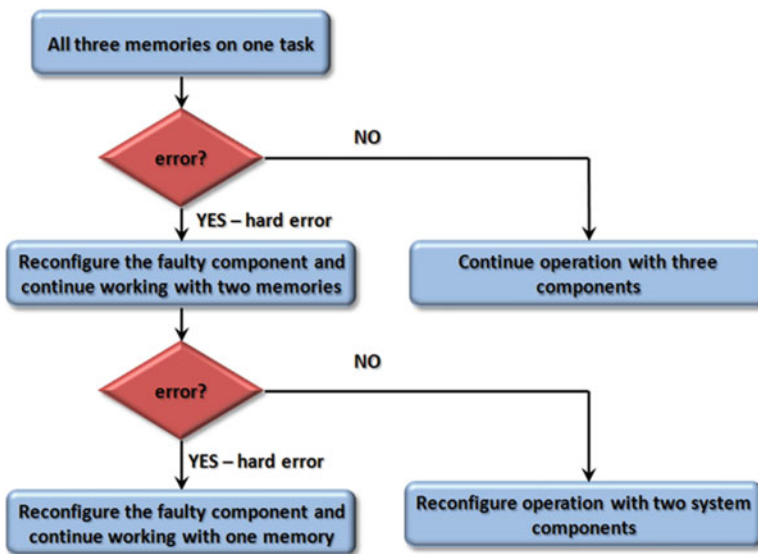 All three memories on one task
error?
NO
YES – hard error
Reconfigure the faulty component and
continue working with two memories
Continue operation with three
components
error?
NO
YES – hard error
Reconfigure the faulty component and
continue working with one memory
Reconfigure operation with two system
components